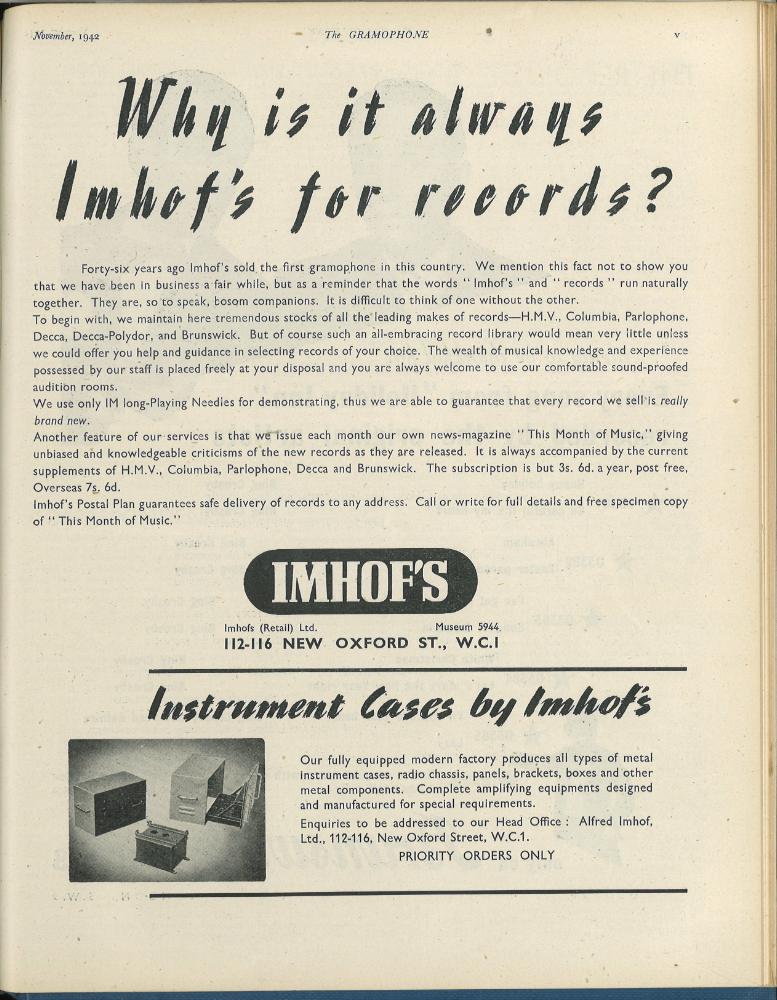 November, 1942
The GRAMOPHONE
v
Why is it always
Imhof's for records?
Forty-six years ago Imhof's sold the first gramophone in this country. We mention this fact not to show you
that we have been in business a fair while, but as a reminder that the words " Imhof's " and " records " run naturally
together. They are, so to speak, bosom companions. It is difficult to think of one without the other.
To begin with, we maintain here tremendous stocks of all the leading makes of records—H.M.V., Columbia, Parlophone,
Decca, Decca-Polydor, and Brunswick. But of course such an all-embracing record library would mean very little unless
we could offer you help and guidance in selecting records of your choice. The wealth of musical knowledge and experience
possessed by our staff is placed freely at your disposal and you are always welcome to use our comfortable sound-proofed
audition rooms.
We use only IM long-Playing Needles for demonstrating, thus we are able to guarantee that every record we sell is really
brand new.
Another feature of our services is that we issue each month our own news-magazine " This Month of Music," giving
unbiased and knowledgeable criticisms of the new records as they are released. It is always accompanied by the current
supplements of H.M.V., Columbia, Parlophone, Decca and Brunswick. The subscription is but 3s. 6d. a year, post free,
Overseas 7s. 6d.
Imhof's Postal Plan guarantees safe delivery of records to any address. Call or write for full details and free specimen copy
of " This Month of Music."
IMHOF'S
Imhofs (Retail) Ltd. Museum 5944
112-116 NEW OXFORD ST., W.C.1
Instrument Cases by Imhof's
Our fully equipped modern factory produces all types of metal
instrument cases, radio chassis, panels, brackets, boxes and other
metal components. Complete amplifying equipments designed
and manufactured for special requirements.
Enquiries to be addressed to our Head Office : Alfred Imhof,
Ltd., 112-116, New Oxford Street, W.C.1.
PRIORITY ORDERS ONLY